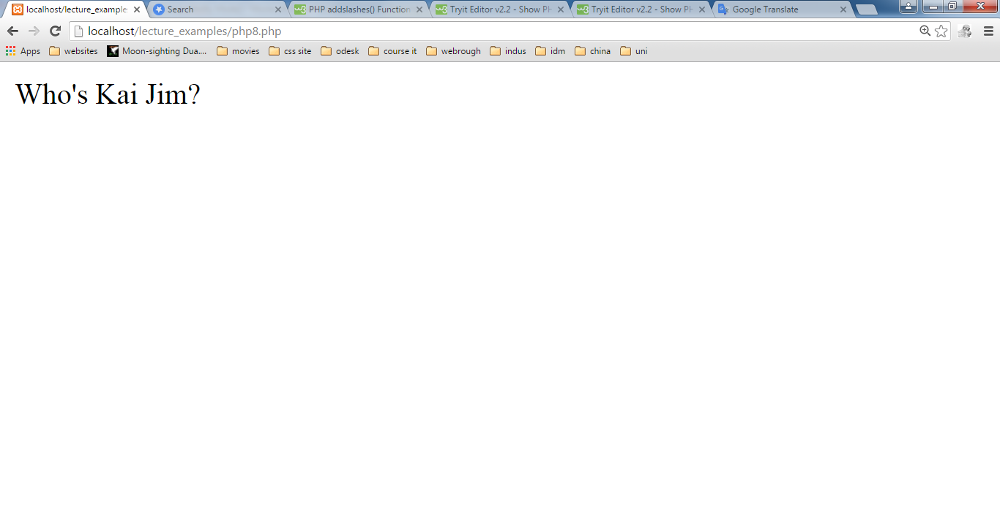 localhost/lecture_example Search PHP addslashes() Function Tryit Editor v2.2 - Show PH Tryit Editor v2.2 - Show PH Google Translate
localhost/lecture_examples/php8.php
Apps websites Moon-sighting Dua.... movies css site odesk course it webrough indus idm china uni
Who's Kai Jim?